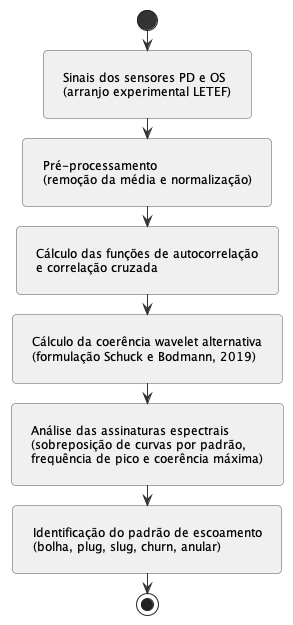 Sinais dos sensores PD e OS
(arranjo experimental LETEF)
Pré-processamento
(remoção da média e normalização)
Cálculo das funções de autocorrelação
e correlação cruzada
Cálculo da coerência wavelet alternativa
(formulação Schuck e Bodmann, 2019)
Análise das assinaturas espectrais
(sobreposição de curvas por padrão,
frequência de pico e coerência máxima)
Identificação do padrão de escoamento
(bolha, plug, slug, churn, anular)